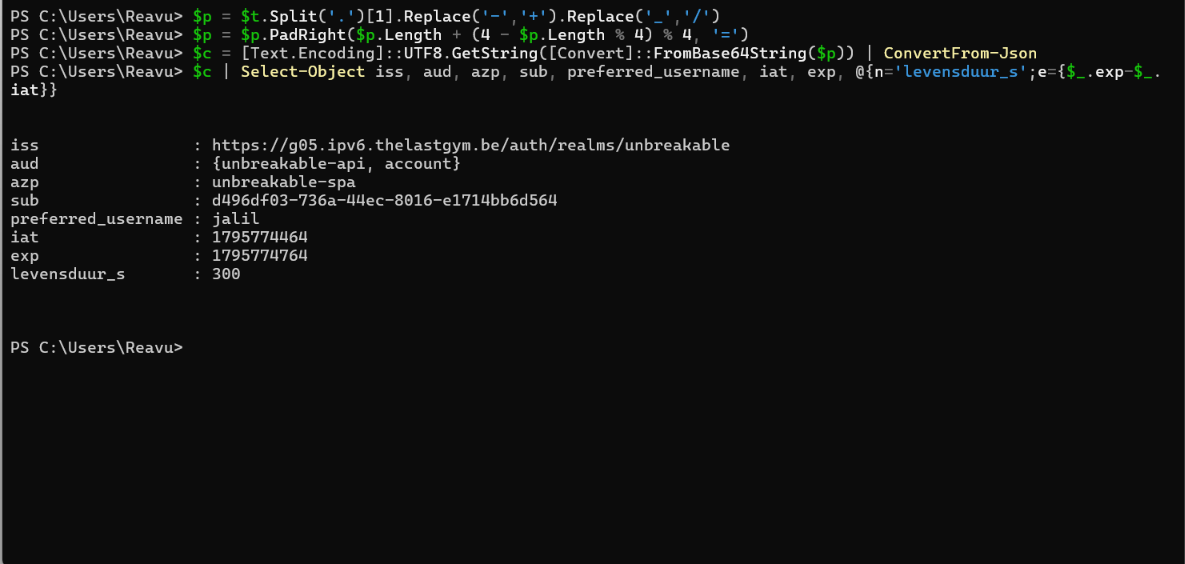 PS C:\Users\Reavu> $p = $t.Split('.')[1].Replace('-','+').Replace('_','/')
PS C:\Users\Reavu> $p = $p.PadRight($p.Length + (4 - $p.Length % 4) % 4, '=')
PS C:\Users\Reavu> $c = [Text.Encoding]::UTF8.GetString([Convert]::FromBase64String($p)) | ConvertFrom-Json
PS C:\Users\Reavu> $c | Select-Object iss, aud, azp, sub, preferred_username, iat, exp, @{n='levensduur_s';e={$_.exp-$_.
iat}}
iss                : https://g05.ipv6.thelastgym.be/auth/realms/unbreakable
aud                : {unbreakable-api, account}
azp                : unbreakable-spa
sub                : d496df03-736a-44ec-8016-e1714bb6d564
preferred_username : jalil
iat                : 1795774464
exp                : 1795774764
levensduur_s       : 300
PS C:\Users\Reavu>